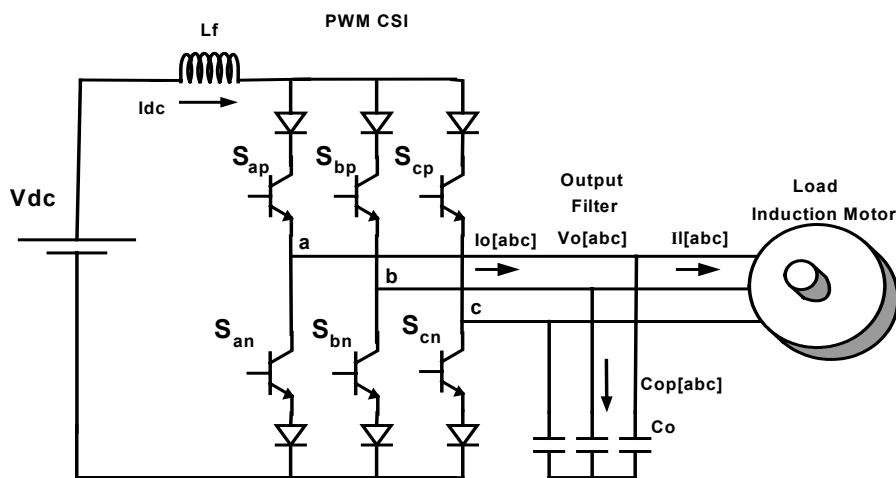 Lf
PWM CSI
Idc
Sap
Sbp
Scp
Vdc
Output
Filter
Load
Induction Motor
a
Io[abc]
Vo[abc]
Il[abc]
b
c
San
Sbn
Scn
Cop[abc]
Co